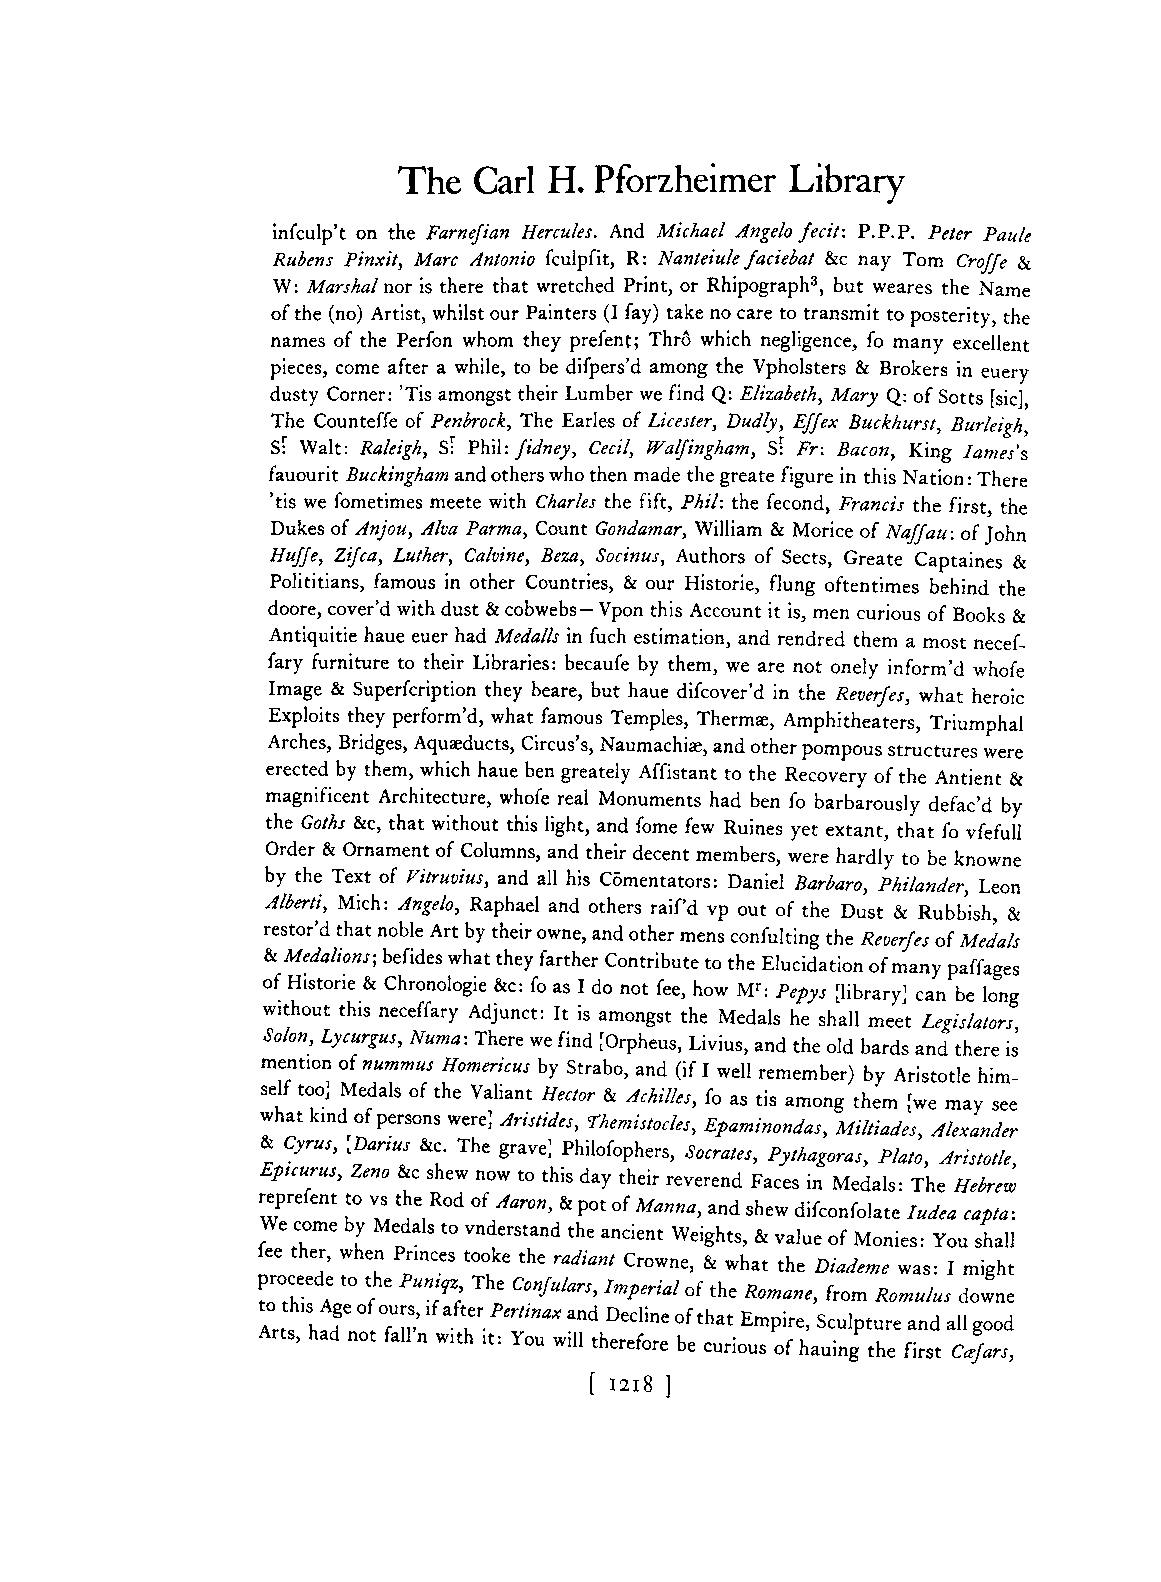 The Carl H. Pforzheimer Library
inſculp't on the Farneſian Hercules. And Michael Angelo fecit: P.P.P. Peter Paule
Rubens Pinxit, Marc Antonio ſculpſit, R: Nanteiule faciebat &c nay Tom Croſſe &
W: Marshal nor is there that wretched Print, or Rhipograph³, but weares the Name
of the (no) Artist, whilst our Painters (I ſay) take no care to transmit to posterity, the
names of the Perſon whom they preſent; Thrô which negligence, ſo many excellent
pieces, come after a while, to be diſpers'd among the Vpholsters & Brokers in euery
dusty Corner: 'Tis amongst their Lumber we find Q: Elizabeth, Mary Q: of Sotts [sic],
The Counteſſe of Penbrock, The Earles of Licester, Dudly, Eſſex Buckhurst, Burleigh,
Sʳ: Walt: Raleigh, Sʳ: Phil: ſidney, Cecil, Walſingham, Sʳ: Fr: Bacon, King Iames's
fauourit Buckingham and others who then made the greate figure in this Nation: There
'tis we ſometimes meete with Charles the fift, Phil: the ſecond, Francis the first, the
Dukes of Anjou, Alva Parma, Count Gondamar, William & Morice of Naſſau: of John
Huſſe, Ziſca, Luther, Calvine, Beza, Socinus, Authors of Sects, Greate Captaines &
Polititians, famous in other Countries, & our Historie, flung oftentimes behind the
doore, cover'd with dust & cobwebs—Vpon this Account it is, men curious of Books &
Antiquitie haue euer had Medalls in ſuch estimation, and rendred them a most neceſ-
ſary furniture to their Libraries: becauſe by them, we are not onely inform'd whoſe
Image & Superſcription they beare, but haue diſcover'd in the Reverſes, what heroic
Exploits they perform'd, what famous Temples, Thermæ, Amphitheaters, Triumphal
Arches, Bridges, Aquæducts, Circus's, Naumachiæ, and other pompous structures were
erected by them, which haue ben greately Aſſistant to the Recovery of the Antient &
magnificent Architecture, whoſe real Monuments had ben ſo barbarously defac'd by
the Goths &c, that without this light, and ſome few Ruines yet extant, that ſo vſefull
Order & Ornament of Columns, and their decent members, were hardly to be knowne
by the Text of Vitruvius, and all his Cōmentators: Daniel Barbaro, Philander, Leon
Alberti, Mich: Angelo, Raphael and others raiſ'd vp out of the Dust & Rubbish, &
restor'd that noble Art by their owne, and other mens conſulting the Reverſes of Medals
& Medalions; beſides what they farther Contribute to the Elucidation of many paſſages
of Historie & Chronologie &c: ſo as I do not ſee, how Mʳ: Pepys [library] can be long
without this neceſſary Adjunct: It is amongst the Medals he shall meet Legislators,
Solon, Lycurgus, Numa: There we find [Orpheus, Livius, and the old bards and there is
mention of nummus Homericus by Strabo, and (if I well remember) by Aristotle him-
self too] Medals of the Valiant Hector & Achilles, ſo as tis among them [we may see
what kind of persons were] Aristides, Themistocles, Epaminondas, Miltiades, Alexander
& Cyrus, [Darius &c. The grave] Philoſophers, Socrates, Pythagoras, Plato, Aristotle,
Epicurus, Zeno &c shew now to this day their reverend Faces in Medals: The Hebrew
repreſent to vs the Rod of Aaron, & pot of Manna, and shew diſconſolate Iudea capta:
We come by Medals to vnderstand the ancient Weights, & value of Monies: You shall
ſee ther, when Princes tooke the radiant Crowne, & what the Diademe was: I might
proceede to the Puniqz, The Conſulars, Imperial of the Romane, from Romulus downe
to this Age of ours, if after Pertinax and Decline of that Empire, Sculpture and all good
Arts, had not fall'n with it: You will therefore be curious of hauing the first Cæſars,
[ 1218 ]